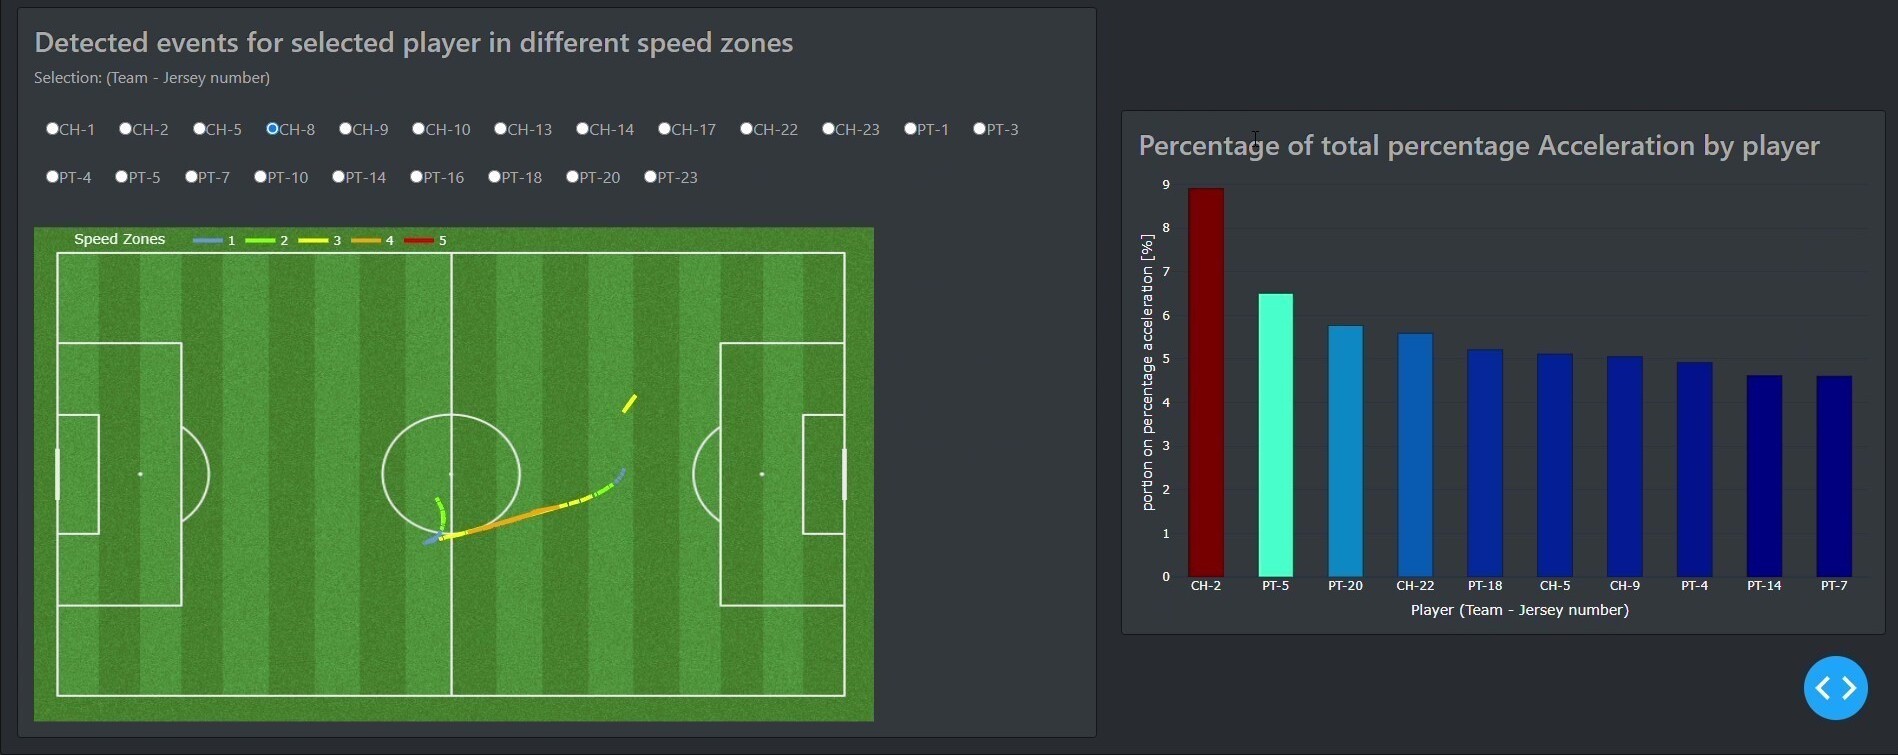 Detected events for selected player in different speed zones
Selection: (Team - Jersey number)
CH-1 CH-2 CH-5 CH-8 CH-9 CH-10 CH-13 CH-14 CH-17 CH-22 CH-23 PT-1 PT-3
PT-4 PT-5 PT-7 PT-10 PT-14 PT-16 PT-18 PT-20 PT-23
Speed Zones 1 2 3 4 5
Percentage of total percentage Acceleration by player
portion on percentage acceleration [%]
9
8
7
6
5
4
3
2
1
0
CH-2 PT-5 PT-20 CH-22 PT-18 CH-5 CH-9 PT-4 PT-14 PT-7
Player (Team - Jersey number)